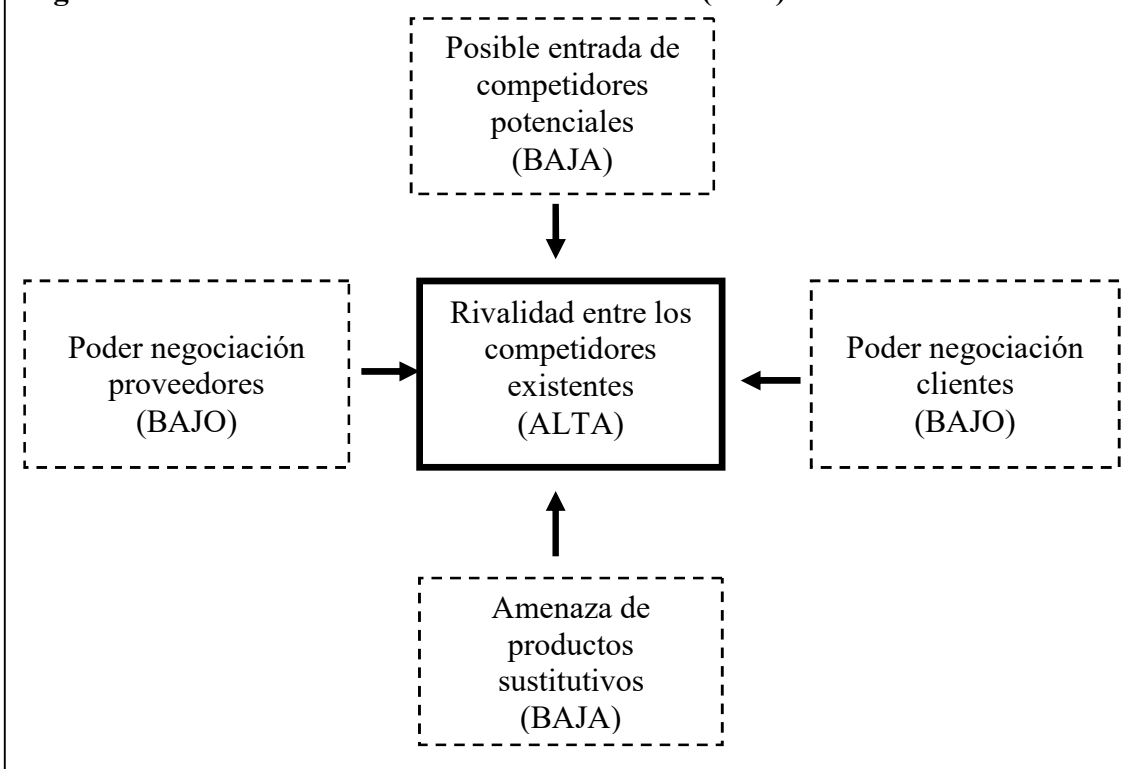 Posible entrada de
competidores
potenciales
(BAJA)
Poder negociación
proveedores
(BAJO)
Rivalidad entre los
competidores
existentes
(ALTA)
Poder negociación
clientes
(BAJO)
Amenaza de
productos
sustitutivos
(BAJA)